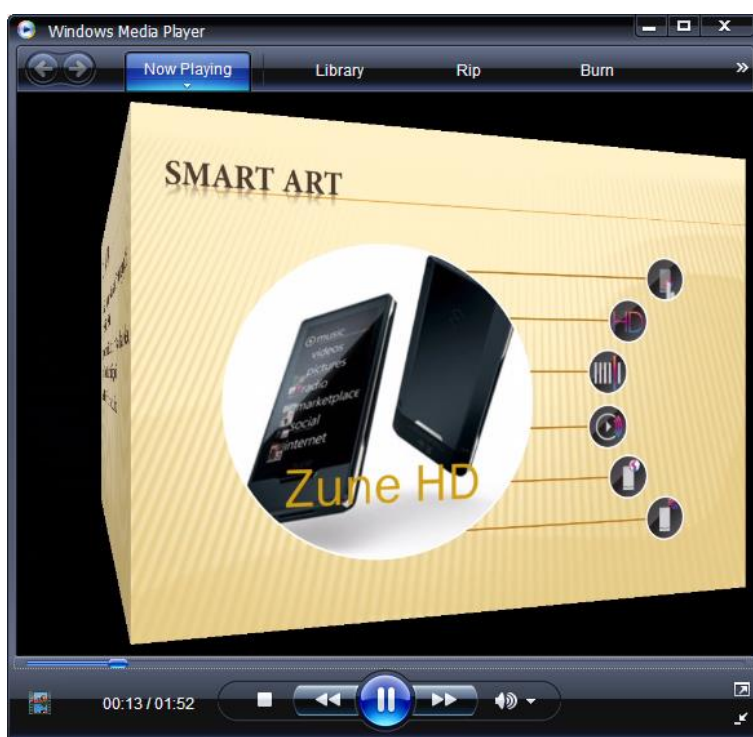 Windows Media Player
Now Playing
Library
Rip
Burn
»
SMART ART
music
videos
pictures
radio
marketplace
social
internet
Zune HD
HD
00:13 / 01:52